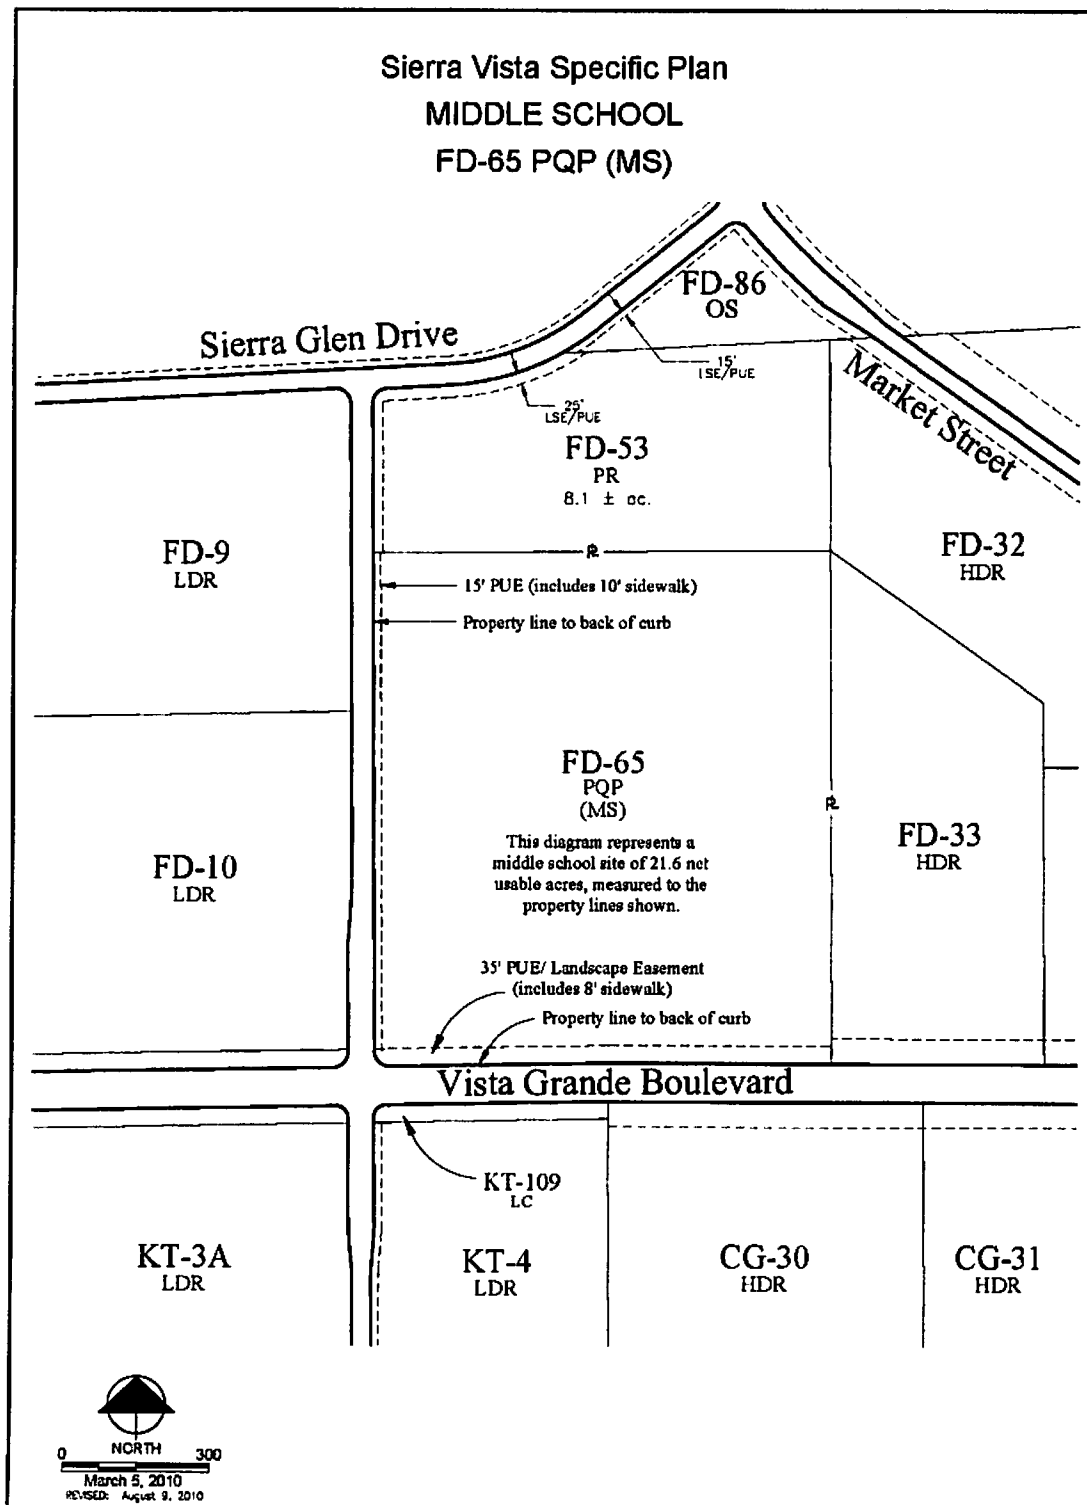 Sierra Vista Specific Plan
MIDDLE SCHOOL
FD-65 PQP (MS)
FD-86
OS
Sierra Glen Drive
15'
LSE/PUE
Market Street
25'
LSE/PUE
FD-53
PR
8.1 ± ac.
FD-9
LDR
FD-32
HDR
15' PUE (includes 10' sidewalk)
Property line to back of curb
FD-65
PQP
(MS)
This diagram represents a
middle school site of 21.6 net
usable acres, measured to the
property lines shown.
FD-33
HDR
FD-10
LDR
35' PUE/ Landscape Easement
(includes 8' sidewalk)
Property line to back of curb
Vista Grande Boulevard
KT-109
LC
KT-3A
LDR
KT-4
LDR
CG-30
HDR
CG-31
HDR
NORTH
0 300
March 5, 2010
REVISED: August 9, 2010